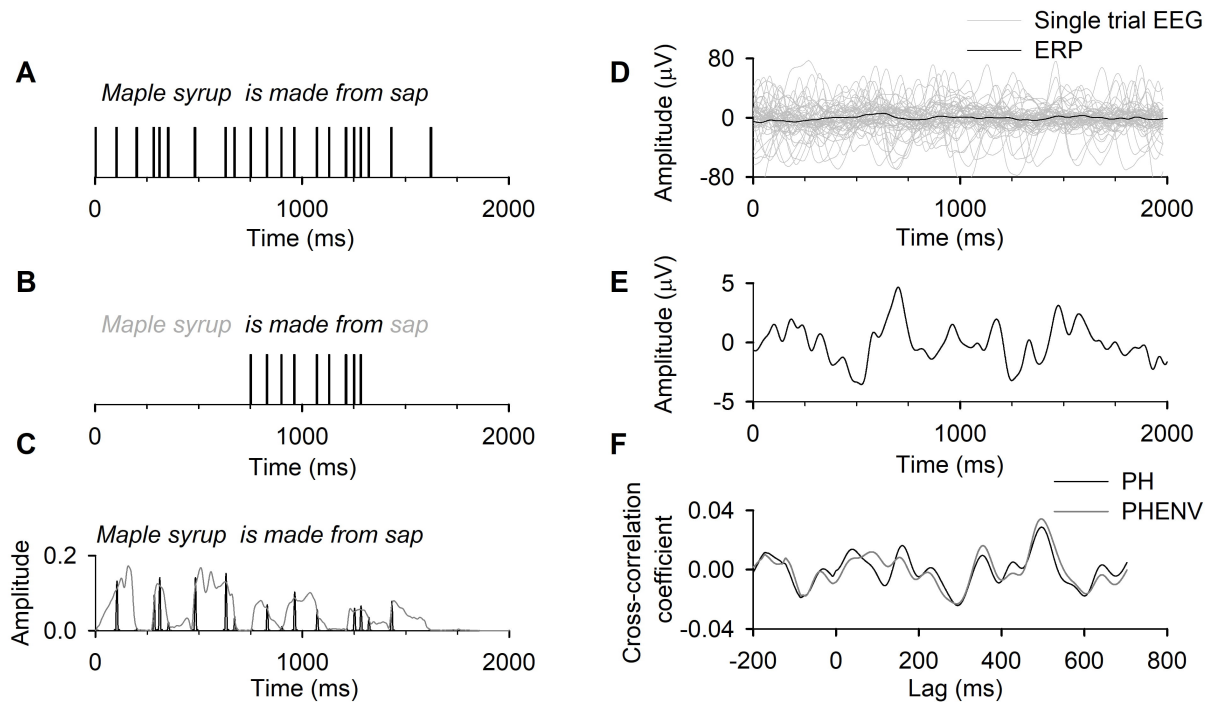 A
Maple syrup is made from sap
0 1000 2000
Time (ms)
B
Maple syrup is made from sap
0 1000 2000
Time (ms)
C
Maple syrup is made from sap
Amplitude
0.2
0.0
0 1000 2000
Time (ms)
D
Single trial EEG
ERP
Amplitude (μV)
80
0
-80
0 1000 2000
Time (ms)
E
Amplitude (μV)
5
0
-5
0 1000 2000
Time (ms)
F
PH
PHENV
Cross-correlation
coefficient
0.04
0.00
-0.04
-200 0 200 400 600 800
Lag (ms)